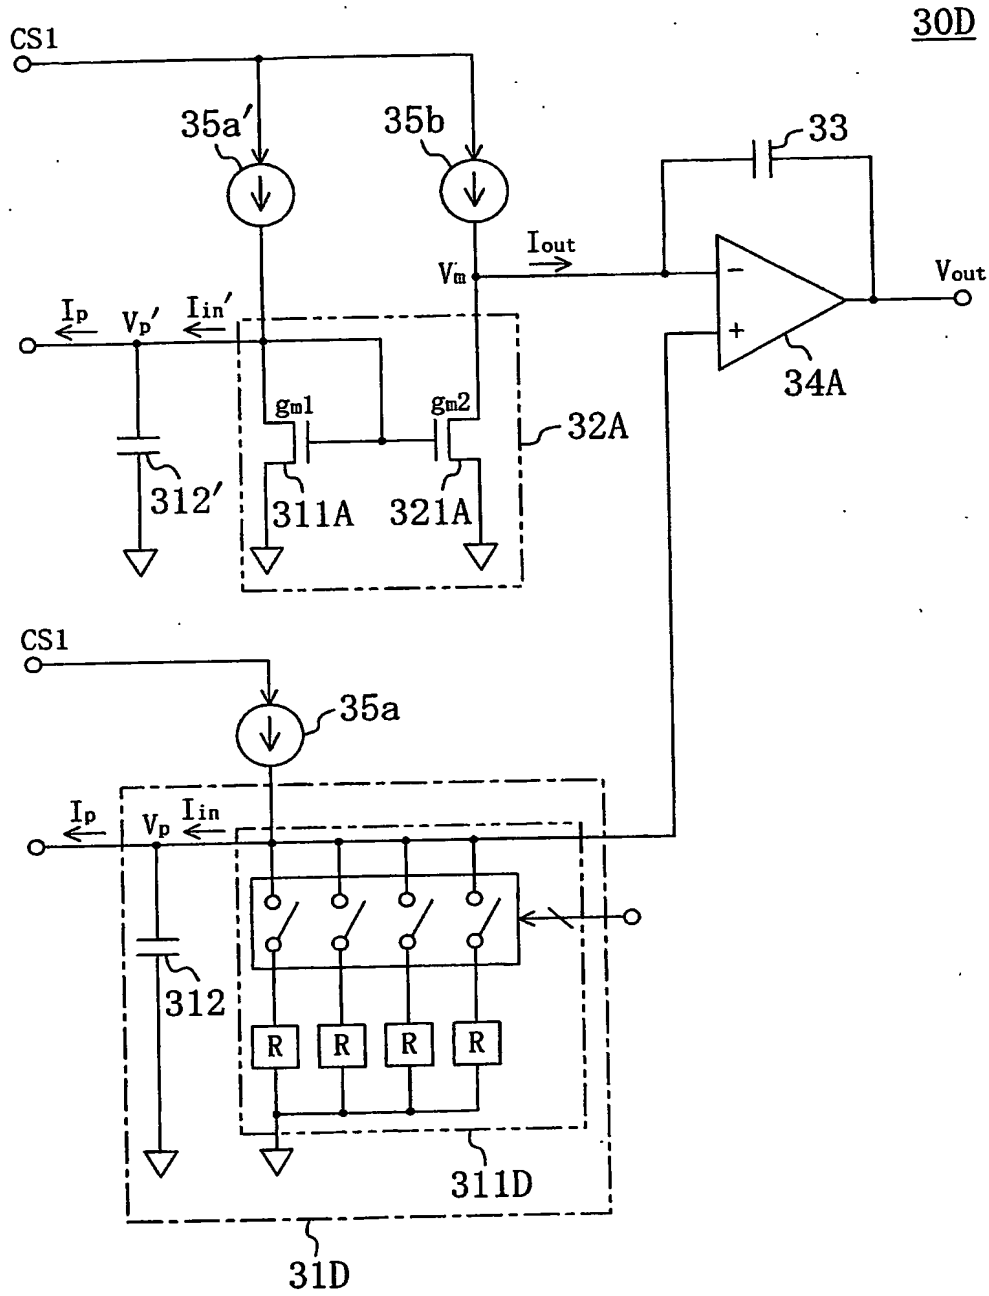 30D
CS1
35a′
35b
33
Iout
Vm
Vout
Ip
Vp′
Iin′
−
+
34A
gm1
gm2
32A
312′
311A
321A
CS1
35a
Ip
Vp
Iin
312
R R R R
311D
31D